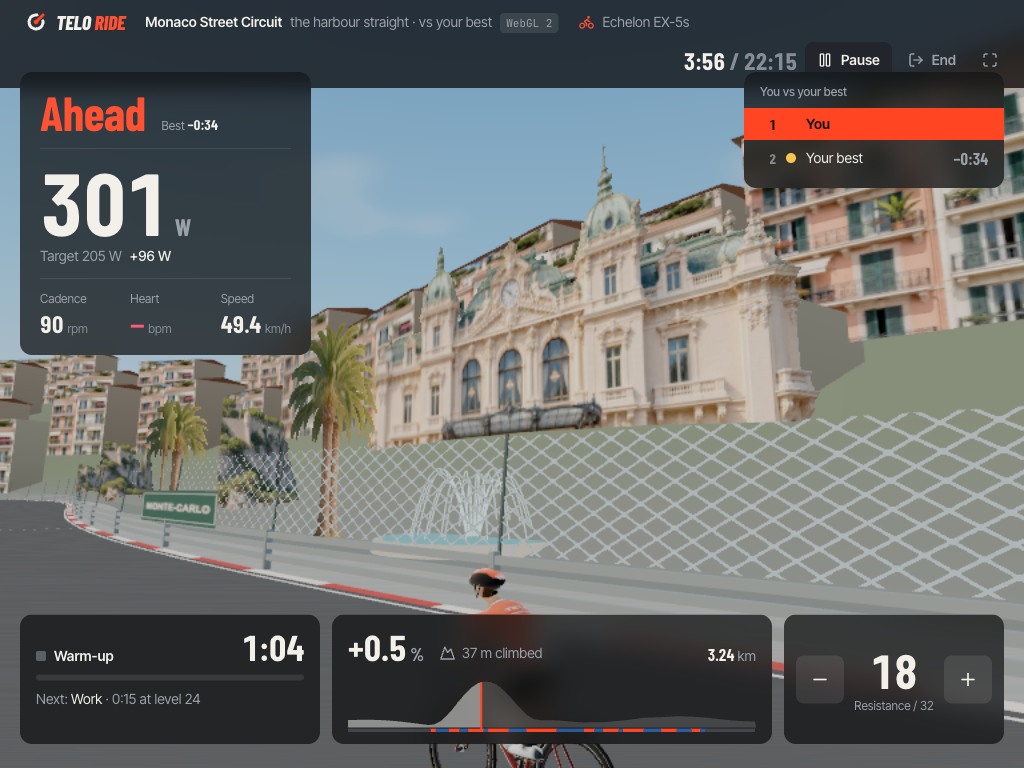 TELO RIDE Monaco Street Circuit the harbour straight · vs your best WebGL 2 Echelon EX-5s
3:56 / 22:15 Pause End
Ahead Best −0:34
301 W
Target 205 W +96 W
Cadence Heart Speed
90 rpm – bpm 49.4 km/h
You vs your best
1 You
2 Your best −0:34
MONTE-CARLO
Warm-up 1:04
Next: Work · 0:15 at level 24
+0.5 % 37 m climbed 3.24 km
− 18 +
Resistance / 32